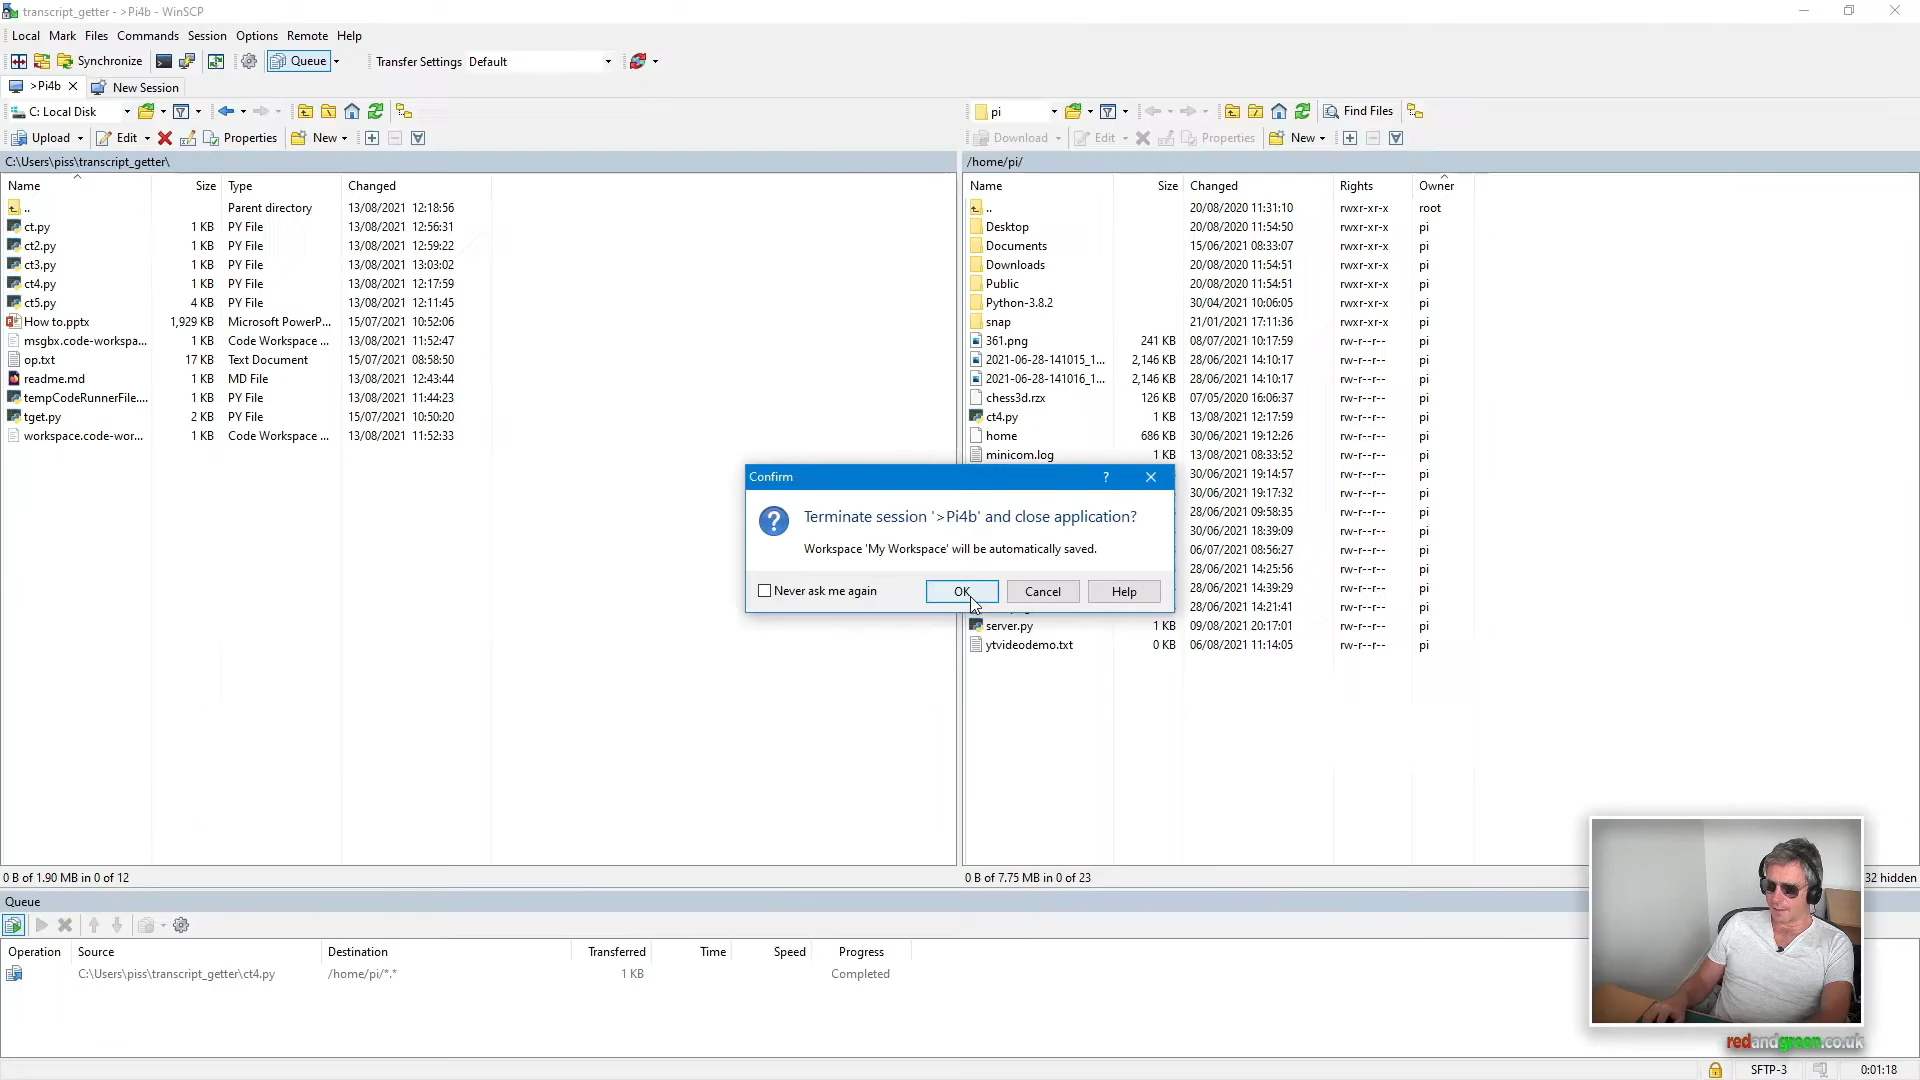 transcript_getter - >Pi4b - WinSCP
Local Mark Files Commands Session Options Remote Help
Synchronize Queue Transfer Settings Default
>Pi4b New Session
C: Local Disk pi Find Files
Upload Edit Properties New Download Edit Properties New
C:\Users\piss\transcript_getter\ /home/pi/
Name Size Type Changed
.. Parent directory 13/08/2021 12:18:56
ct.py 1 KB PY File 13/08/2021 12:56:31
ct2.py 1 KB PY File 13/08/2021 12:59:22
ct3.py 1 KB PY File 13/08/2021 13:03:02
ct4.py 1 KB PY File 13/08/2021 12:17:59
ct5.py 4 KB PY File 13/08/2021 12:11:45
How to.pptx 1,929 KB Microsoft PowerP... 15/07/2021 10:52:06
msgbx.code-workspa... 1 KB Code Workspace ... 13/08/2021 11:52:47
op.txt 17 KB Text Document 15/07/2021 08:58:50
readme.md 1 KB MD File 13/08/2021 12:43:44
tempCodeRunnerFile.... 1 KB PY File 13/08/2021 11:44:23
tget.py 2 KB PY File 15/07/2021 10:50:20
workspace.code-wor... 1 KB Code Workspace ... 13/08/2021 11:52:33
Name Size Changed Rights Owner
.. 20/08/2020 11:31:10 rwxr-xr-x root
Desktop 20/08/2020 11:54:50 rwxr-xr-x pi
Documents 15/06/2021 08:33:07 rwxr-xr-x pi
Downloads 20/08/2020 11:54:51 rwxr-xr-x pi
Public 20/08/2020 11:54:51 rwxr-xr-x pi
Python-3.8.2 30/04/2021 10:06:05 rwxr-xr-x pi
snap 21/01/2021 17:11:36 rwxr-xr-x pi
361.png 241 KB 08/07/2021 10:17:59 rw-r--r-- pi
2021-06-28-141015_1... 2,146 KB 28/06/2021 14:10:17 rw-r--r-- pi
2021-06-28-141016_1... 2,146 KB 28/06/2021 14:10:17 rw-r--r-- pi
chess3d.rzx 126 KB 07/05/2020 16:06:37 rw-r--r-- pi
ct4.py 1 KB 13/08/2021 12:17:59 rw-r--r-- pi
home 686 KB 30/06/2021 19:12:26 rw-r--r-- pi
minicom.log 1 KB 13/08/2021 08:33:52 rw-r--r-- pi
30/06/2021 19:14:57 rw-r--r-- pi
30/06/2021 19:17:32 rw-r--r-- pi
28/06/2021 09:58:35 rw-r--r-- pi
30/06/2021 18:39:09 rw-r--r-- pi
06/07/2021 08:56:27 rw-r--r-- pi
28/06/2021 14:25:56 rw-r--r-- pi
28/06/2021 14:39:29 rw-r--r-- pi
28/06/2021 14:21:41 rw-r--r-- pi
server.py 1 KB 09/08/2021 20:17:01 rw-r--r-- pi
ytvideodemo.txt 0 KB 06/08/2021 11:14:05 rw-r--r-- pi
Confirm ?
Terminate session '>Pi4b' and close application?
Workspace 'My Workspace' will be automatically saved.
Never ask me again OK Cancel Help
0 B of 1.90 MB in 0 of 12 0 B of 7.75 MB in 0 of 23 32 hidden
Queue
Operation Source Destination Transferred Time Speed Progress
C:\Users\piss\transcript_getter\ct4.py /home/pi/*.* 1 KB Completed
redandgreen.co.uk
SFTP-3 0:01:18